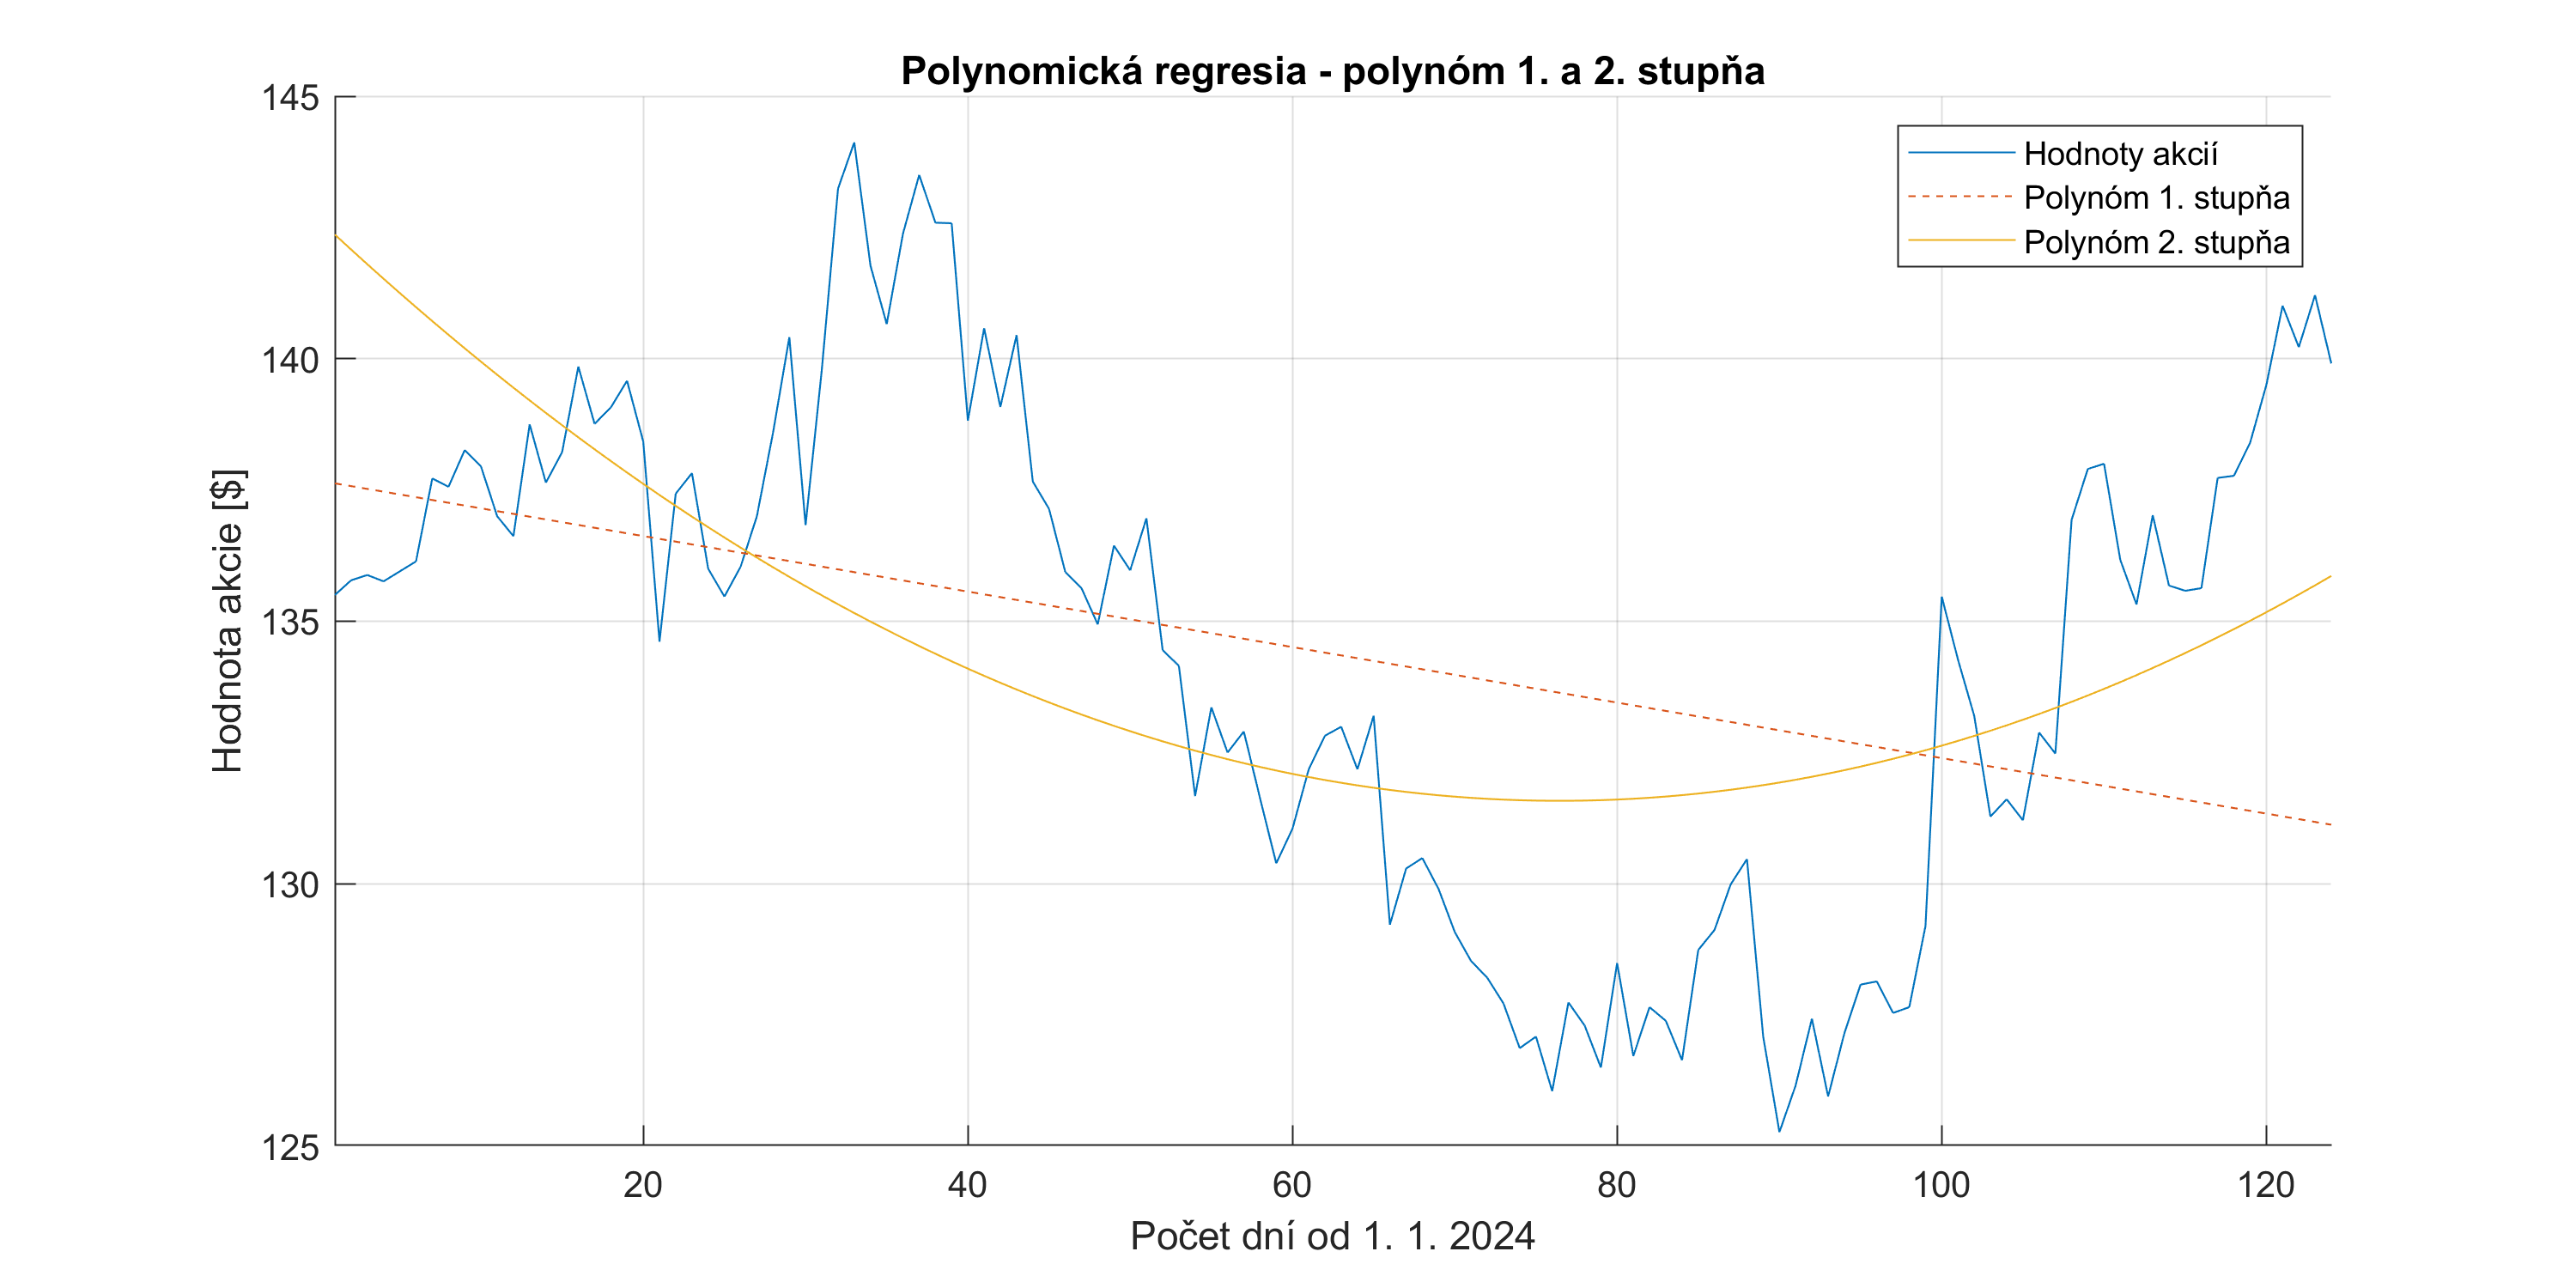 Polynomická regresia - polynóm 1. a 2. stupňa
145
140
135
130
125
Hodnota akcie [$]
Hodnoty akcií
Polynóm 1. stupňa
Polynóm 2. stupňa
20 40 60 80 100 120
Počet dní od 1. 1. 2024